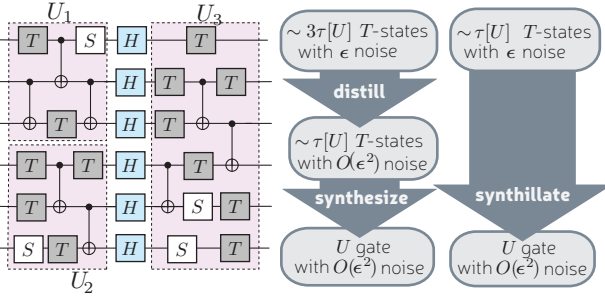 U₁
U₃
T S H T
H T T
T H T
T T H
T H S T
S T H S T
U₂
∼ 3τ[U] T-states
with ϵ noise
distill
∼ τ[U] T-states
with O(ϵ²) noise
synthesize
U gate
with O(ϵ²) noise
∼ τ[U] T-states
with ϵ noise
synthillate
U gate
with O(ϵ²) noise